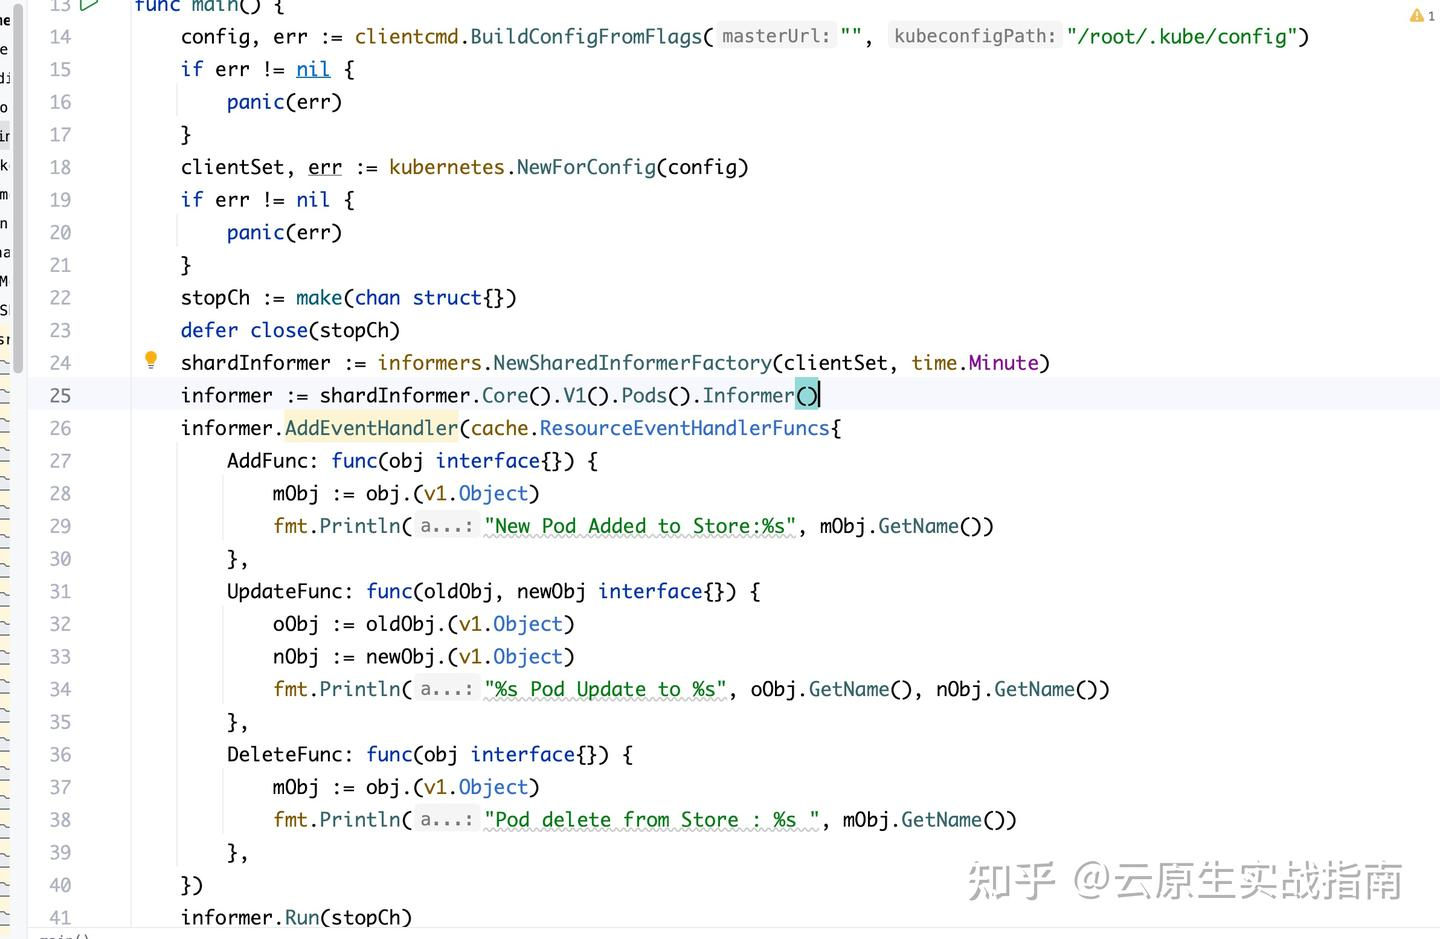 13 func main() {
14 config, err := clientcmd.BuildConfigFromFlags( masterUrl: "", kubeconfigPath: "/root/.kube/config")
15 if err != nil {
16 panic(err)
17 }
18 clientSet, err := kubernetes.NewForConfig(config)
19 if err != nil {
20 panic(err)
21 }
22 stopCh := make(chan struct{})
23 defer close(stopCh)
24 shardInformer := informers.NewSharedInformerFactory(clientSet, time.Minute)
25 informer := shardInformer.Core().V1().Pods().Informer()
26 informer.AddEventHandler(cache.ResourceEventHandlerFuncs{
27 AddFunc: func(obj interface{}) {
28 mObj := obj.(v1.Object)
29 fmt.Println( a...: "New Pod Added to Store:%s", mObj.GetName())
30 },
31 UpdateFunc: func(oldObj, newObj interface{}) {
32 oObj := oldObj.(v1.Object)
33 nObj := newObj.(v1.Object)
34 fmt.Println( a...: "%s Pod Update to %s", oObj.GetName(), nObj.GetName())
35 },
36 DeleteFunc: func(obj interface{}) {
37 mObj := obj.(v1.Object)
38 fmt.Println( a...: "Pod delete from Store : %s ", mObj.GetName())
39 },
40 })
41 informer.Run(stopCh)
main()
1
知乎 @云原生实战指南